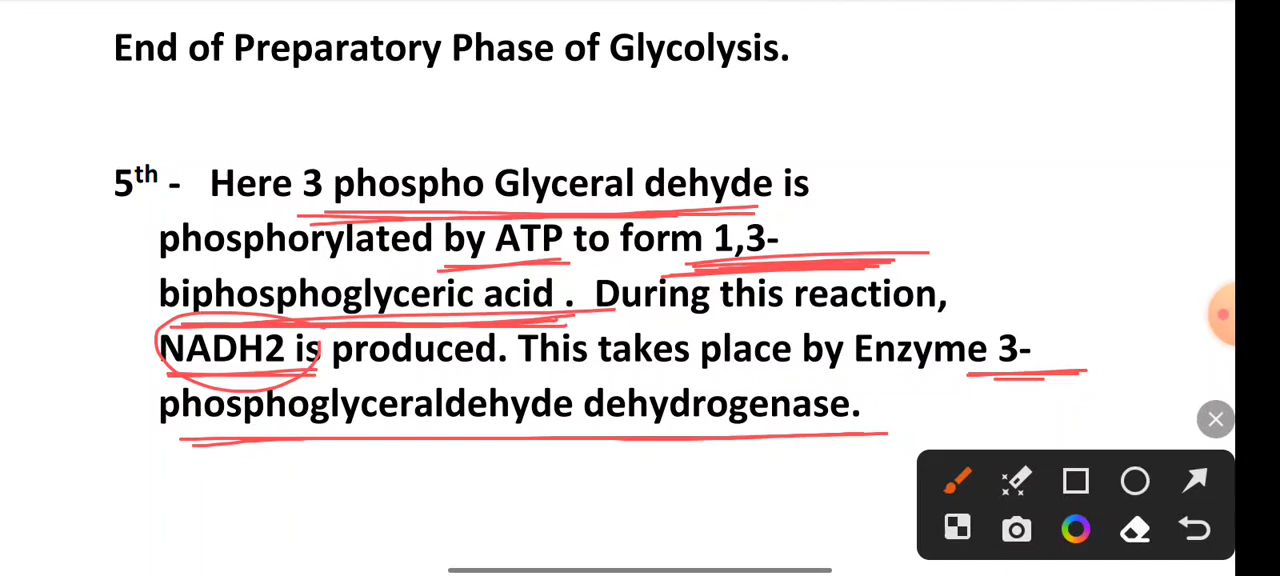 End of Preparatory Phase of Glycolysis.
5th - Here 3 phospho Glyceral dehyde is
phosphorylated by ATP to form 1,3-
biphosphoglyceric acid . During this reaction,
NADH2 is produced. This takes place by Enzyme 3-
phosphoglyceraldehyde dehydrogenase.